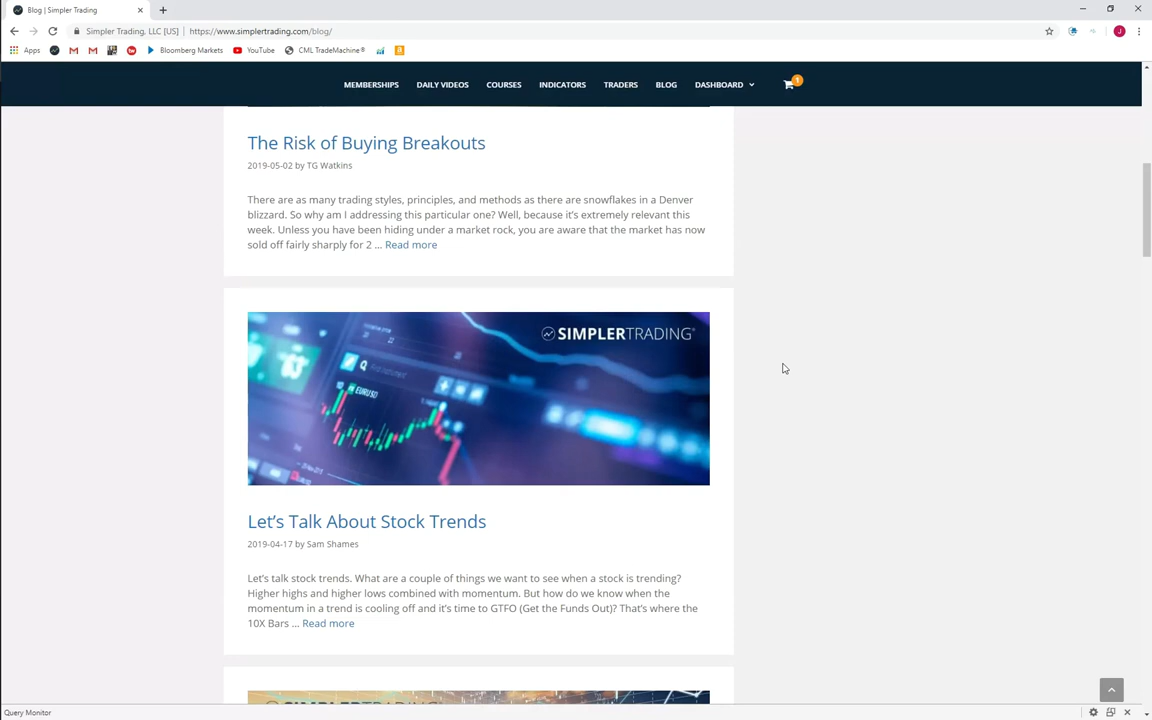 Blog | Simpler Trading
Simpler Trading, LLC [US] | https://www.simplertrading.com/blog/
Apps Bloomberg Markets YouTube CML TradeMachine®
MEMBERSHIPS DAILY VIDEOS COURSES INDICATORS TRADERS BLOG DASHBOARD 1
The Risk of Buying Breakouts
2019-05-02 by TG Watkins
There are as many trading styles, principles, and methods as there are snowflakes in a Denver
blizzard. So why am I addressing this particular one? Well, because it's extremely relevant this
week. Unless you have been hiding under a market rock, you are aware that the market has now
sold off fairly sharply for 2 ... Read more
SIMPLERTRADING®
EURUSD
Let's Talk About Stock Trends
2019-04-17 by Sam Shames
Let's talk stock trends. What are a couple of things we want to see when a stock is trending?
Higher highs and higher lows combined with momentum. But how do we know when the
momentum in a trend is cooling off and it's time to GTFO (Get the Funds Out)? That's where the
10X Bars ... Read more
SIMPLERTRADING
Query Monitor